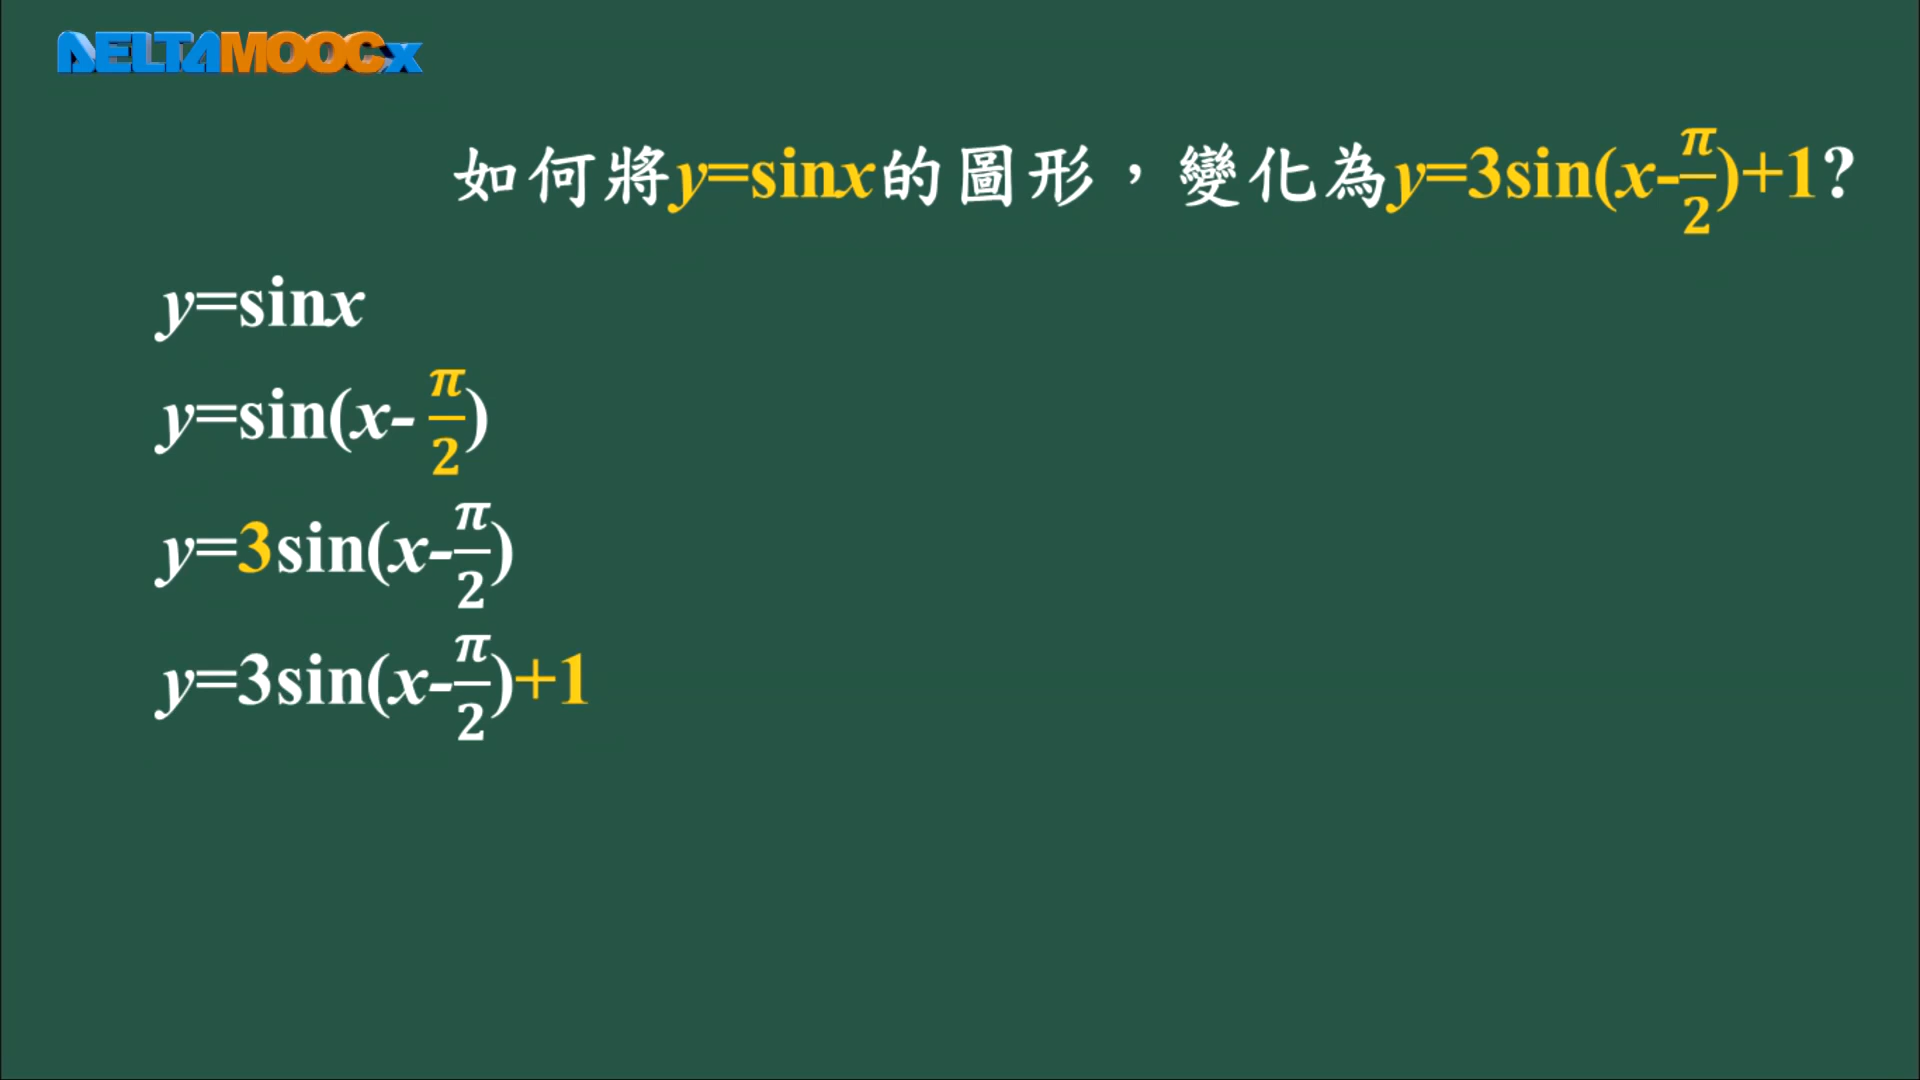 DELTAMOOCx
如何將y=sinx的圖形，變化為y=3sin(x-π/2)+1?
y=sinx
y=sin(x- π/2)
y=3sin(x-π/2)
y=3sin(x-π/2)+1